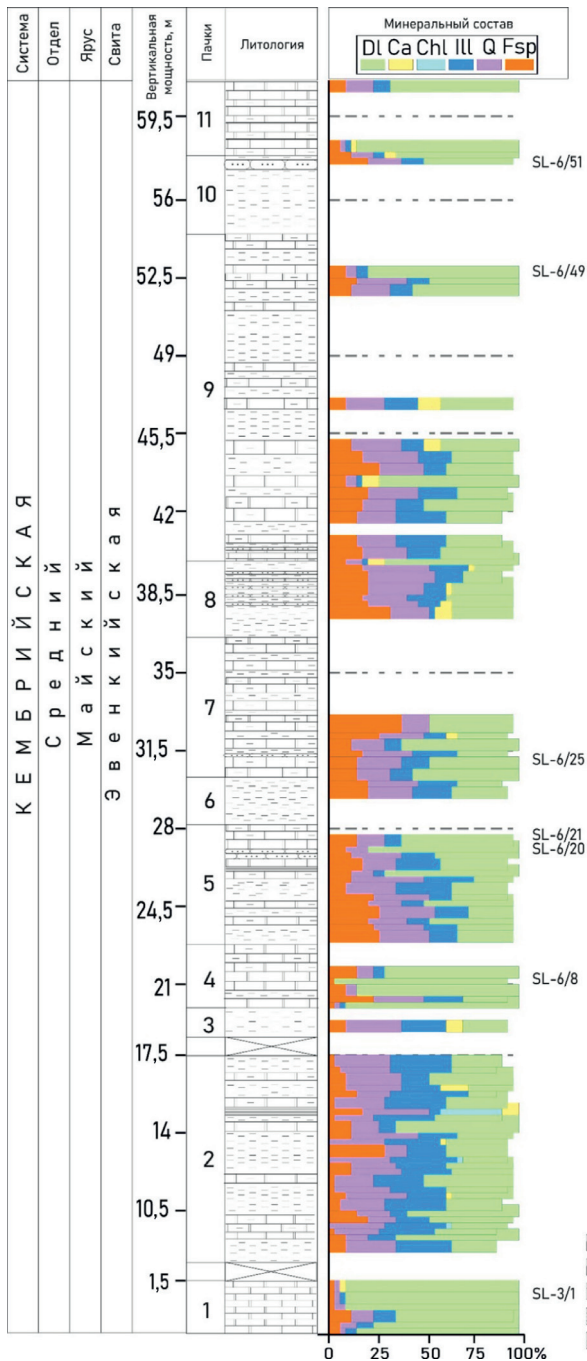 Система
Отдел
Ярус
Свита
Вертикальная
мощность, м
Пачки
Литология
Минеральный состав
Dl Ca Chl Ill Q Fsp
КЕМБРИЙСКАЯ
Средний
Майский
Эвенкийская
59,5
56
52,5
49
45,5
42
38,5
35
31,5
28
24,5
21
17,5
14
10,5
1,5
11
10
9
8
7
6
5
4
3
2
1
SL-6/51
SL-6/49
SL-6/25
SL-6/21
SL-6/20
SL-6/8
SL-3/1
0 25 50 75 100%